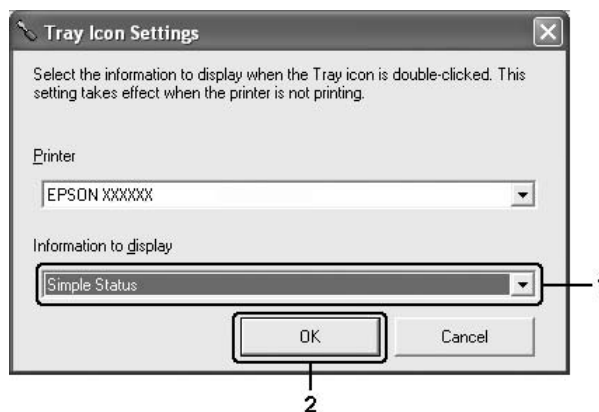 Tray Icon Settings
Select the information to display when the Tray icon is double-clicked. This
setting takes effect when the printer is not printing.
Printer
EPSON XXXXXX
Information to display
Simple Status
OK
Cancel
2